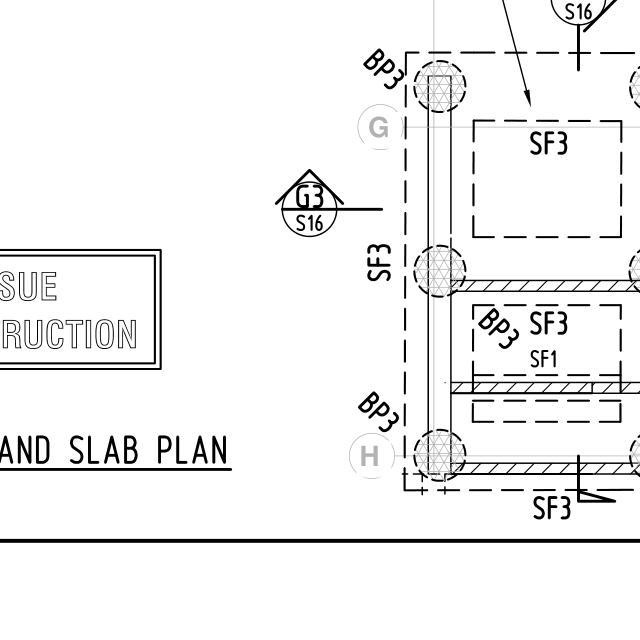 S16
BP3
G
SF3
G3
S16
SF3
SUE
RUCTION
BP3
SF3
SF1
BP3
AND SLAB PLAN
H
SF3